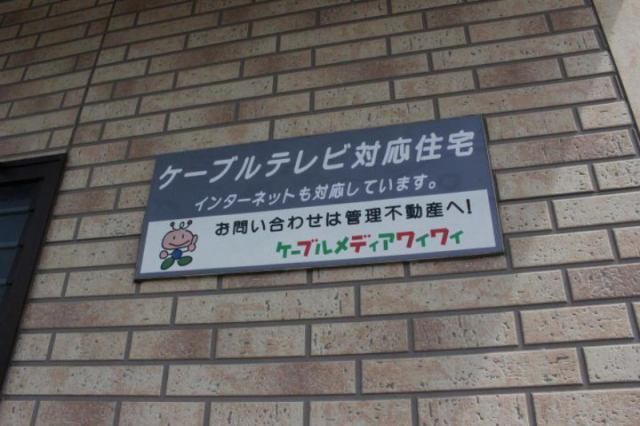 ケーブルテレビ対応住宅
インターネットも対応しています。
お問い合わせは管理不動産へ!
ケーブルメディアワイワイ